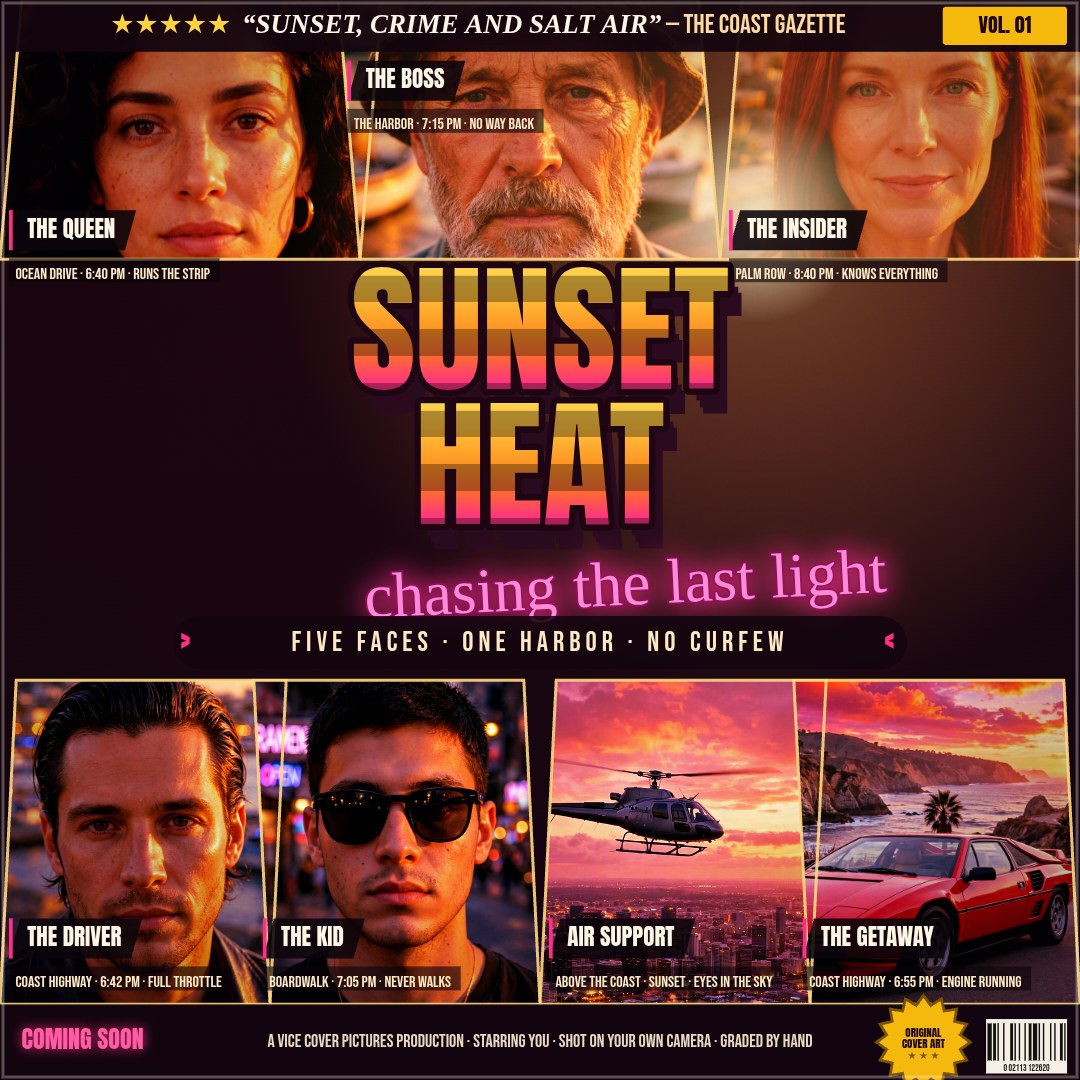 ★★★★★ “SUNSET, CRIME AND SALT AIR” – THE COAST GAZETTE
VOL. 01
THE BOSS
THE HARBOR · 7:15 PM · NO WAY BACK
THE QUEEN
OCEAN DRIVE · 6:40 PM · RUNS THE STRIP
THE INSIDER
PALM ROW · 8:40 PM · KNOWS EVERYTHING
SUNSET
HEAT
chasing the last light
FIVE FACES · ONE HARBOR · NO CURFEW
OPEN
THE DRIVER
COAST HIGHWAY · 6:42 PM · FULL THROTTLE
THE KID
BOARDWALK · 7:05 PM · NEVER WALKS
AIR SUPPORT
ABOVE THE COAST · SUNSET · EYES IN THE SKY
THE GETAWAY
COAST HIGHWAY · 6:55 PM · ENGINE RUNNING
COMING SOON
A VICE COVER PICTURES PRODUCTION · STARRING YOU · SHOT ON YOUR OWN CAMERA · GRADED BY HAND
ORIGINAL
COVER ART
★ ★ ★
0 02113 122620